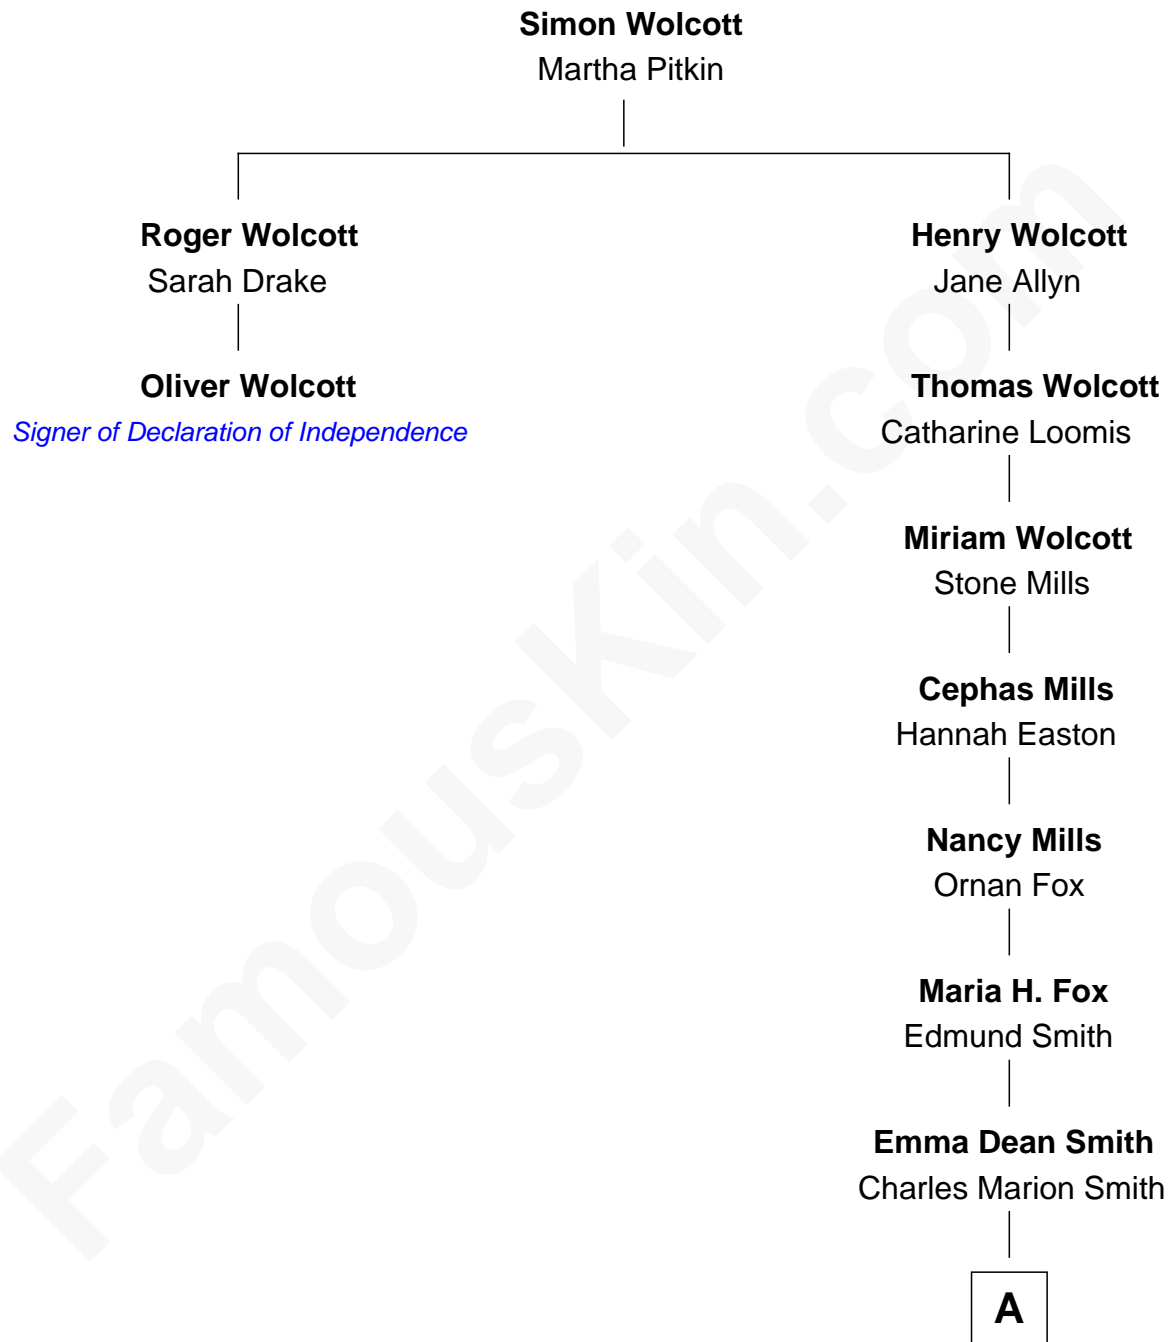 Simon Wolcott
Martha Pitkin
Roger Wolcott
Sarah Drake
Henry Wolcott
Jane Allyn
Oliver Wolcott
Signer of Declaration of Independence
Thomas Wolcott
Catharine Loomis
Miriam Wolcott
Stone Mills
Cephas Mills
Hannah Easton
Nancy Mills
Ornan Fox
Maria H. Fox
Edmund Smith
Emma Dean Smith
Charles Marion Smith
A
FamousKin.com